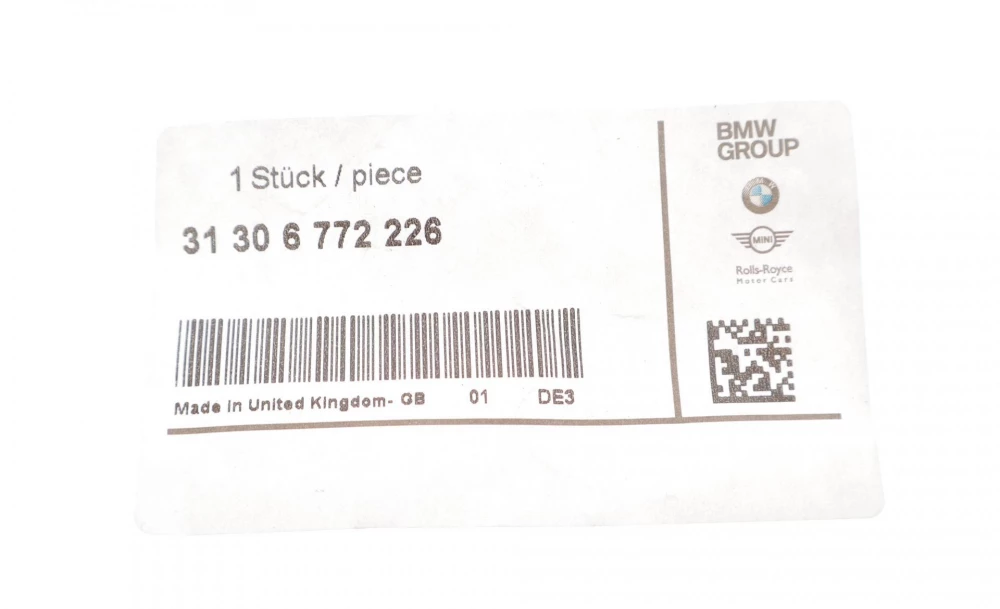 1 Stück / piece
31 30 6 772 226
Made in United Kingdom- GB 01 DE3
BMW
GROUP
MINI
Rolls-Royce
Motor Cars